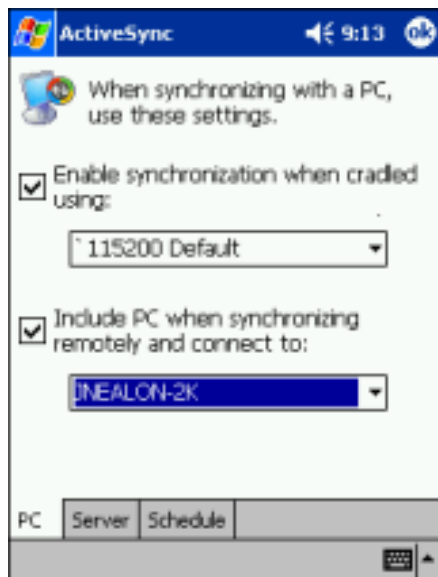 ActiveSync 9:13 ok
When synchronizing with a PC,
use these settings.
Enable synchronization when cradled
using:
` 115200 Default
Include PC when synchronizing
remotely and connect to:
JNEALON-2K
PC Server Schedule